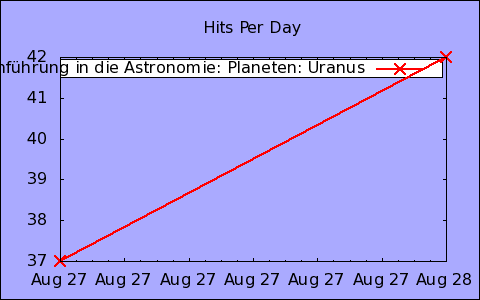 Hits Per Day
42
nführung in die Astronomie: Planeten: Uranus
41
40
39
38
37
Aug 27 Aug 27 Aug 27 Aug 27 Aug 27 Aug 27 Aug 28